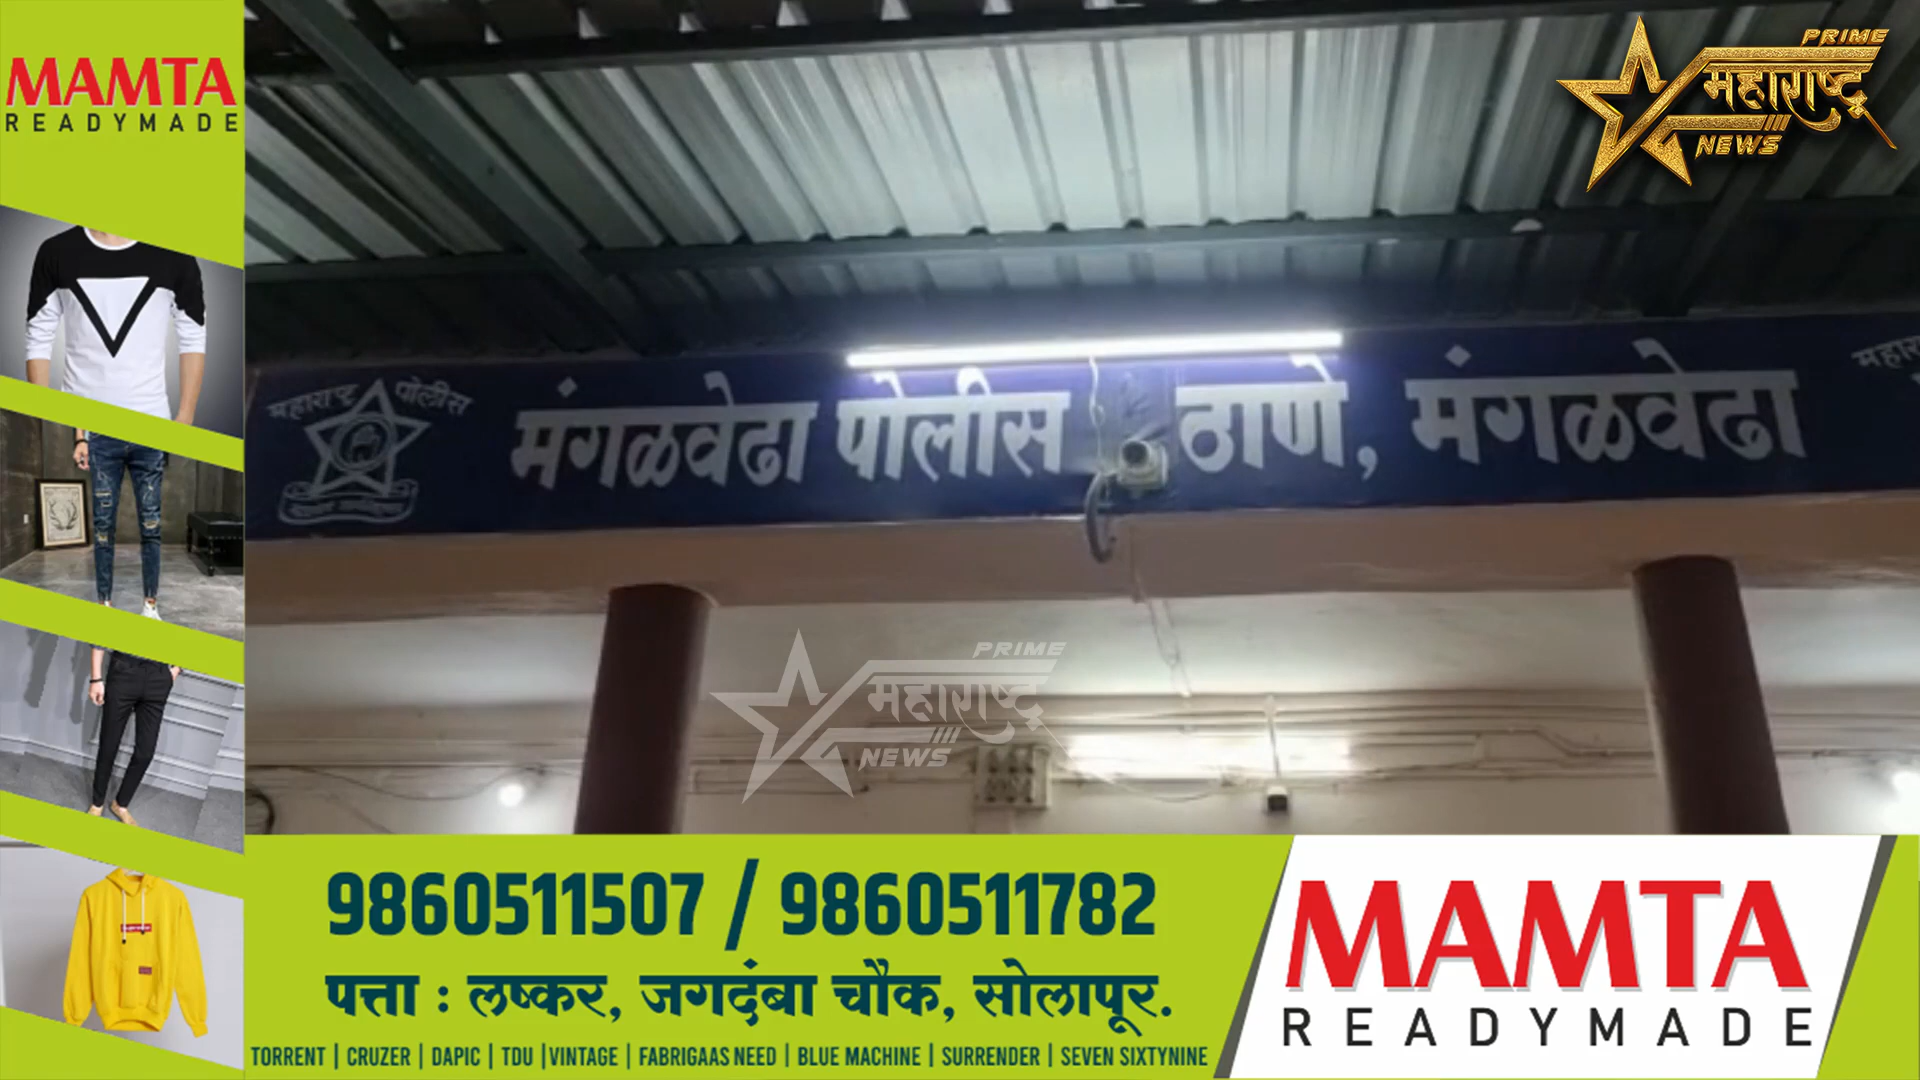 MAMTA
READYMADE
PRIME
महाराष्ट्र
NEWS
महाराष्ट्र पोलीस
मंगळवेढा पोलीस ठाणे, मंगळवेढा
PRIME
महाराष्ट्र
NEWS
9860511507 / 9860511782
पत्ता : लष्कर, जगदंबा चौक, सोलापूर.
TORRENT | CRUZER | DAPIC | TDU | VINTAGE | FABRIGAAS NEED | BLUE MACHINE | SURRENDER | SEVEN SIXTYNINE
MAMTA
READYMADE